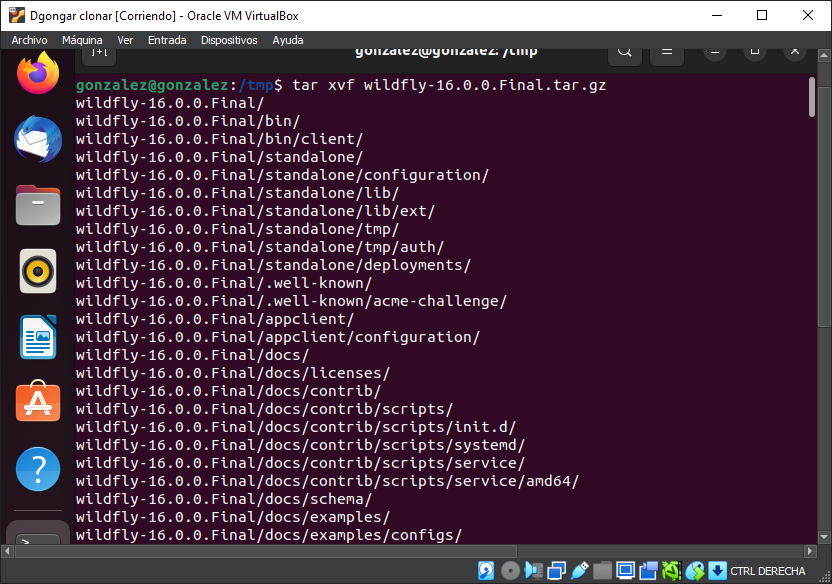 Dgongar clonar [Corriendo] - Oracle VM VirtualBox
Archivo Máquina Ver Entrada Dispositivos Ayuda
gonzalez@gonzalez: /tmp
gonzalez@gonzalez:/tmp$ tar xvf wildfly-16.0.0.Final.tar.gz
wildfly-16.0.0.Final/
wildfly-16.0.0.Final/bin/
wildfly-16.0.0.Final/bin/client/
wildfly-16.0.0.Final/standalone/
wildfly-16.0.0.Final/standalone/configuration/
wildfly-16.0.0.Final/standalone/lib/
wildfly-16.0.0.Final/standalone/lib/ext/
wildfly-16.0.0.Final/standalone/tmp/
wildfly-16.0.0.Final/standalone/tmp/auth/
wildfly-16.0.0.Final/standalone/deployments/
wildfly-16.0.0.Final/.well-known/
wildfly-16.0.0.Final/.well-known/acme-challenge/
wildfly-16.0.0.Final/appclient/
wildfly-16.0.0.Final/appclient/configuration/
wildfly-16.0.0.Final/docs/
wildfly-16.0.0.Final/docs/licenses/
wildfly-16.0.0.Final/docs/contrib/
wildfly-16.0.0.Final/docs/contrib/scripts/
wildfly-16.0.0.Final/docs/contrib/scripts/init.d/
wildfly-16.0.0.Final/docs/contrib/scripts/systemd/
wildfly-16.0.0.Final/docs/contrib/scripts/service/
wildfly-16.0.0.Final/docs/contrib/scripts/service/amd64/
wildfly-16.0.0.Final/docs/schema/
wildfly-16.0.0.Final/docs/examples/
wildfly-16.0.0.Final/docs/examples/configs/
CTRL DERECHA